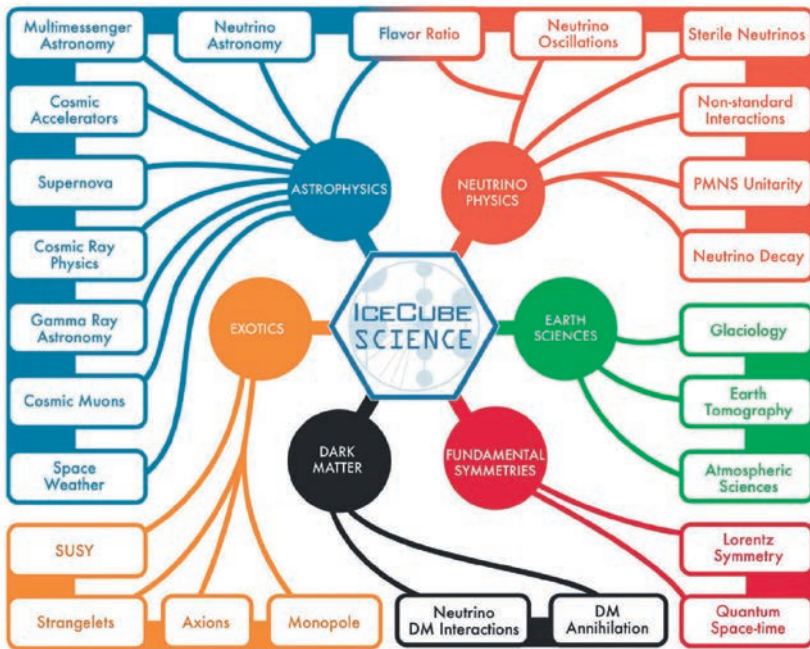 Multimessenger
Astronomy
Neutrino
Astronomy
Flavor Ratio
Neutrino
Oscillations
Sterile Neutrinos
Cosmic
Accelerators
Non-standard
Interactions
Supernova
ASTROPHYSICS
NEUTRINO
PHYSICS
PMNS Unitarity
Cosmic Ray
Physics
Neutrino Decay
Gamma Ray
Astronomy
EXOTICS
ICECUBE
SCIENCE
EARTH
SCIENCES
Glaciology
Cosmic Muons
Earth
Tomography
Space
Weather
DARK
MATTER
FUNDAMENTAL
SYMMETRIES
Atmospheric
Sciences
SUSY
Lorentz
Symmetry
Strangelets
Axions
Monopole
Neutrino
DM Interactions
DM
Annihilation
Quantum
Space-time